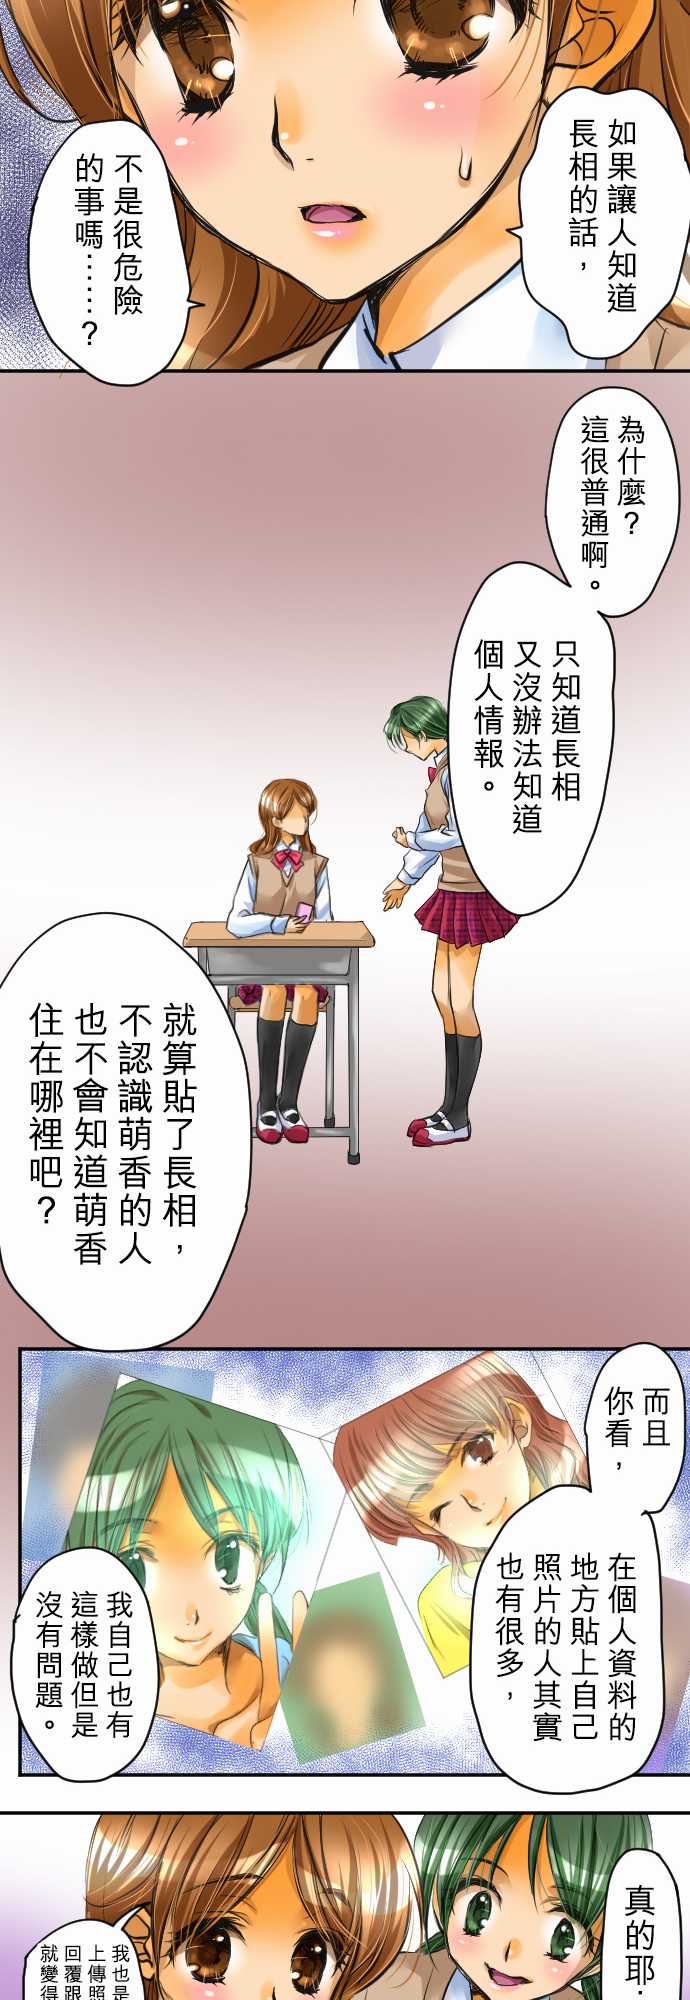 如果讓人知道
長相的話，
不是很危險
的事嗎……？
為什麼？
這很普通啊。
只知道長相
又沒辦法知道
個人情報。
就算貼了長相，
不認識萌香的人
也不會知道萌香
住在哪裡吧？
而且
你看，
在個人資料的
地方貼上自己
照片的人其實
也有很多，
我自己也有
這樣做但是
沒有問題。
真的耶
我也是
上傳照
回覆跟
就變得